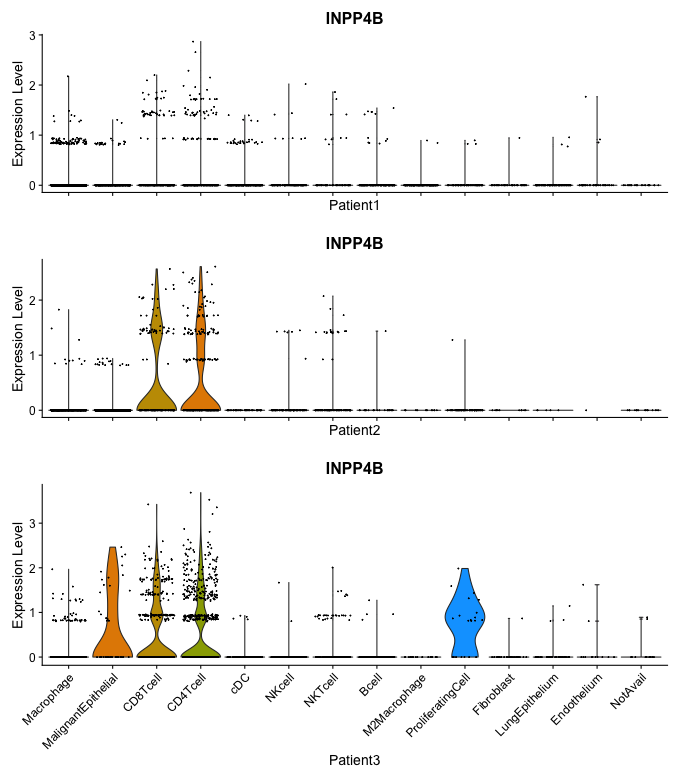 INPP4B
Expression Level
3
2
1
0
Patient1
INPP4B
Expression Level
2
1
0
Patient2
INPP4B
Expression Level
3
2
1
0
Macrophage
MalignantEpithelial
CD8Tcell
CD4Tcell
cDC
NKcell
NKTcell
Bcell
M2Macrophage
ProliferatingCell
Fibroblast
LungEpithelium
Endothelium
NotAvail
Patient3